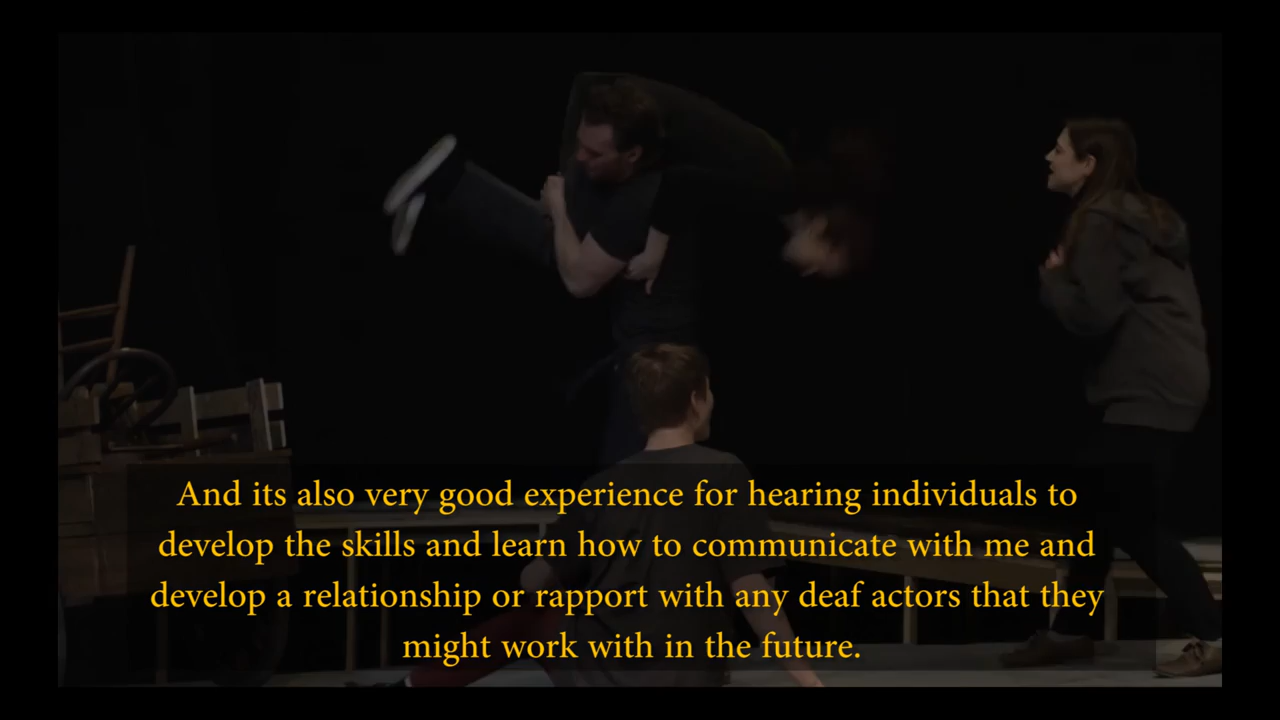 And its also very good experience for hearing individuals to
develop the skills and learn how to communicate with me and
develop a relationship or rapport with any deaf actors that they
might work with in the future.